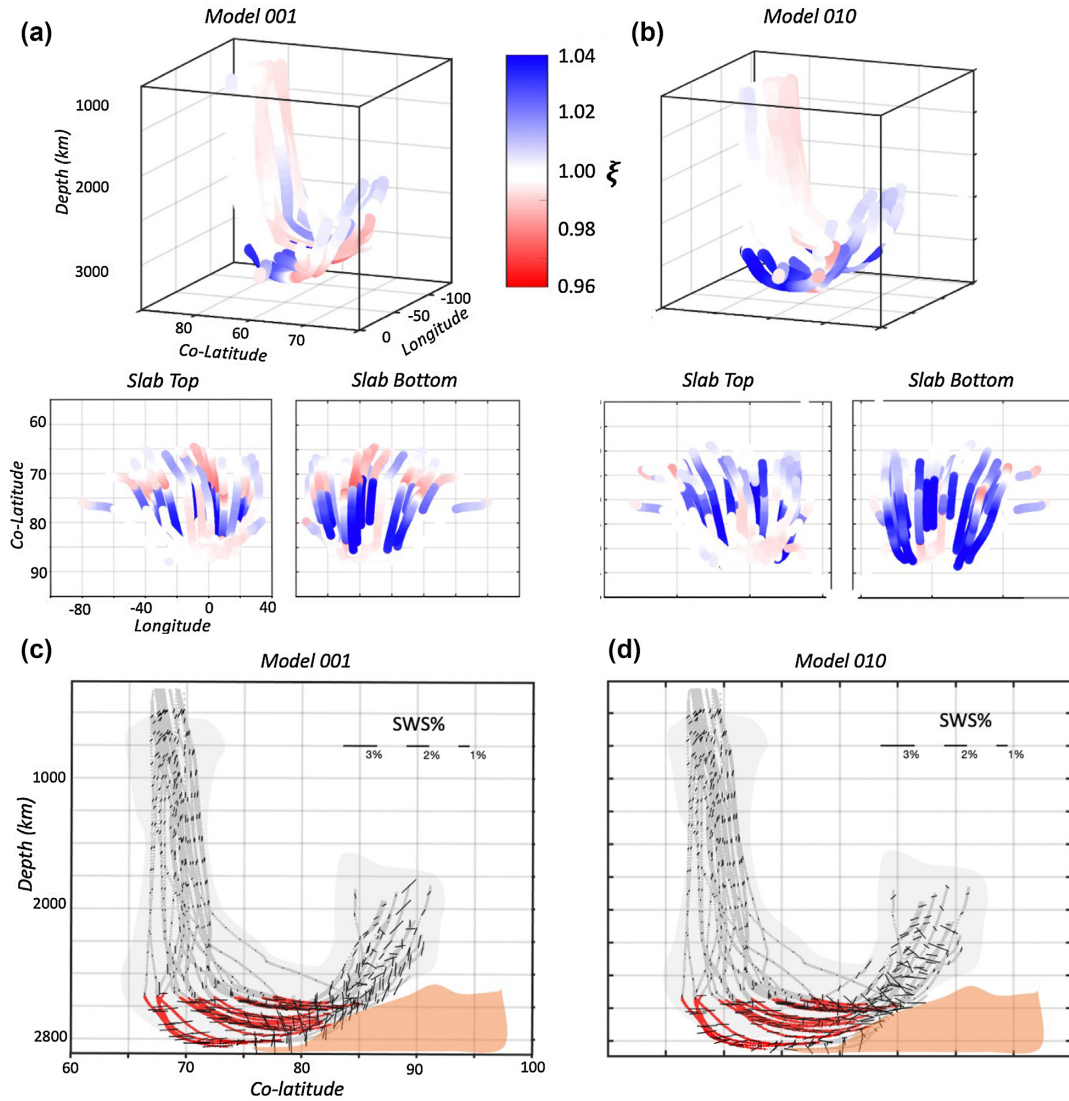 (a)
Model 001
1.04
1.02
1.00
0.98
0.96
ξ
(b)
Model 010
1000
2000
3000
Depth (km)
80
60
70
Co-Latitude
0
-50
-100
Longitude
Slab Top
Slab Bottom
Slab Top
Slab Bottom
60
70
80
90
Co-Latitude
-80
-40
0
40
Longitude
(c)
Model 001
SWS%
3%
2%
1%
1000
2000
2800
Depth (km)
60
70
80
90
100
Co-latitude
(d)
Model 010
SWS%
3%
2%
1%